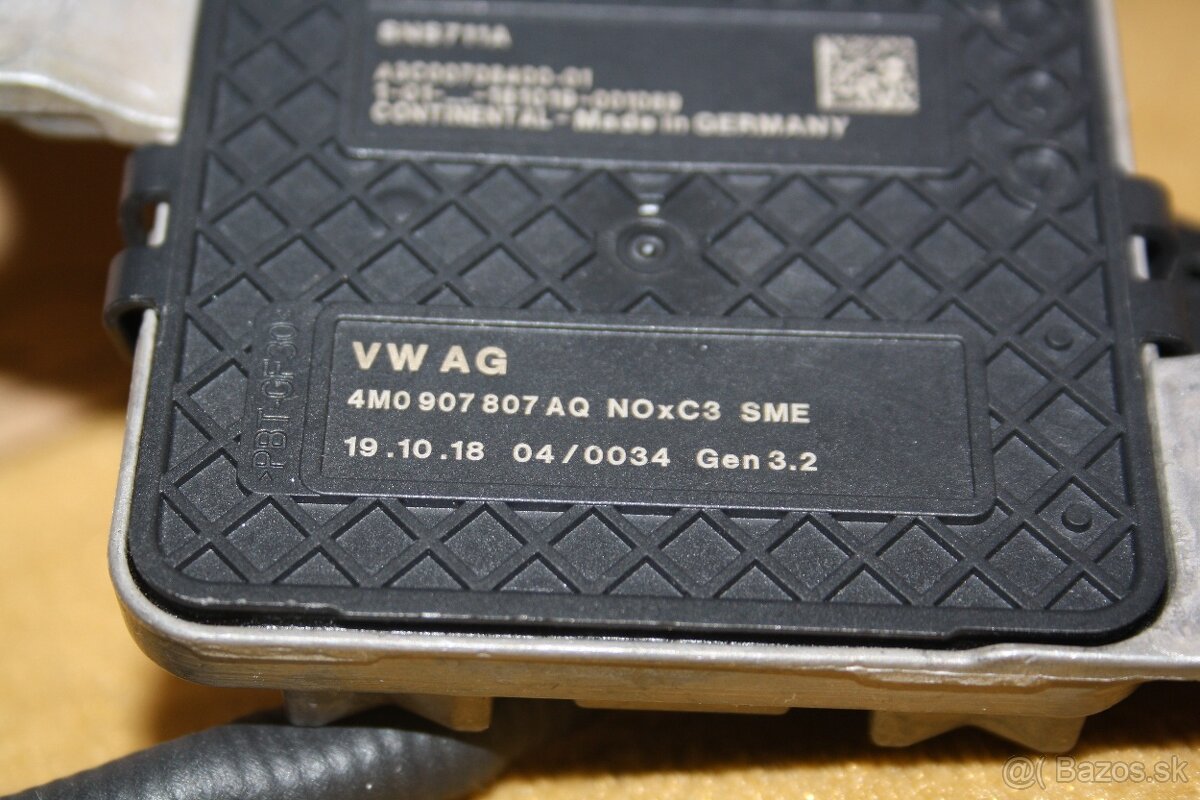 SNS711A
CONTINENTAL - Made in GERMANY
>PBT-GF30<
VW AG
4M0 907 807 AQ NOxC3 SME
19.10.18 04/0034 Gen 3.2
@( Bazos.sk